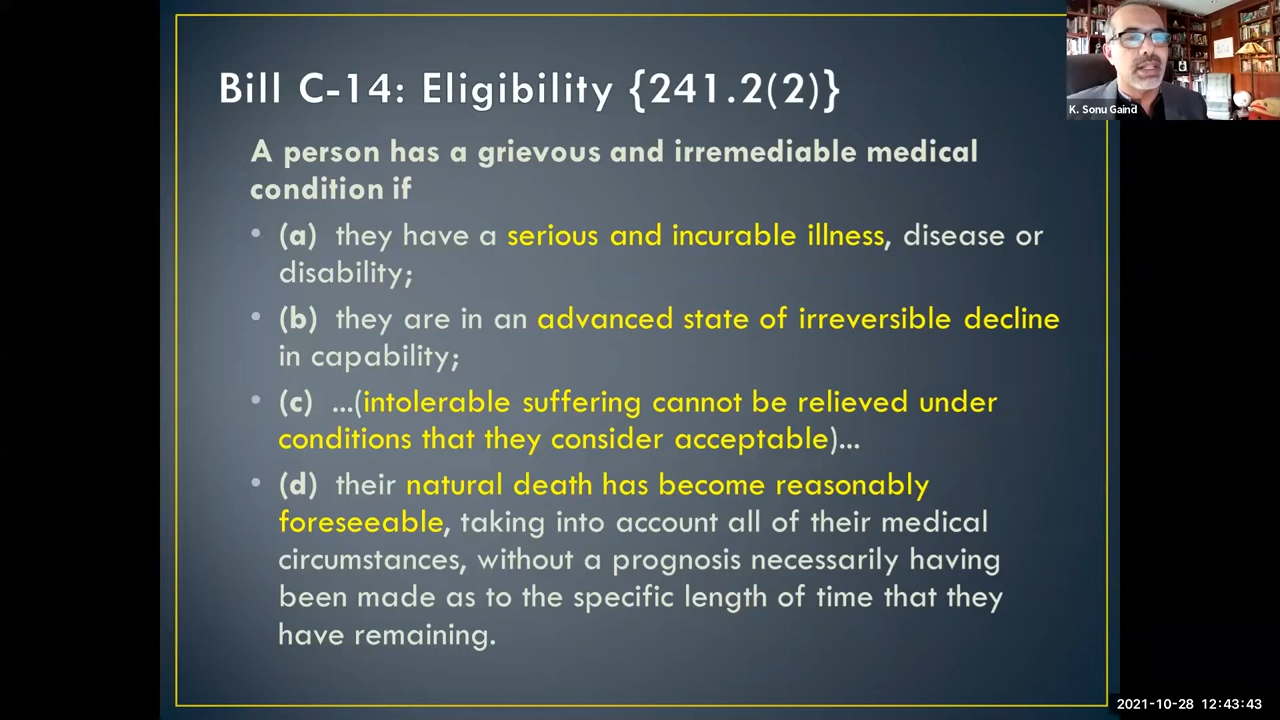 Bill C-14: Eligibility {241.2(2)}
K. Sonu Gaind
A person has a grievous and irremediable medical
condition if
• (a) they have a serious and incurable illness, disease or
disability;
• (b) they are in an advanced state of irreversible decline
in capability;
• (c) ...(intolerable suffering cannot be relieved under
conditions that they consider acceptable)...
• (d) their natural death has become reasonably
foreseeable, taking into account all of their medical
circumstances, without a prognosis necessarily having
been made as to the specific length of time that they
have remaining.
2021-10-28 12:43:43